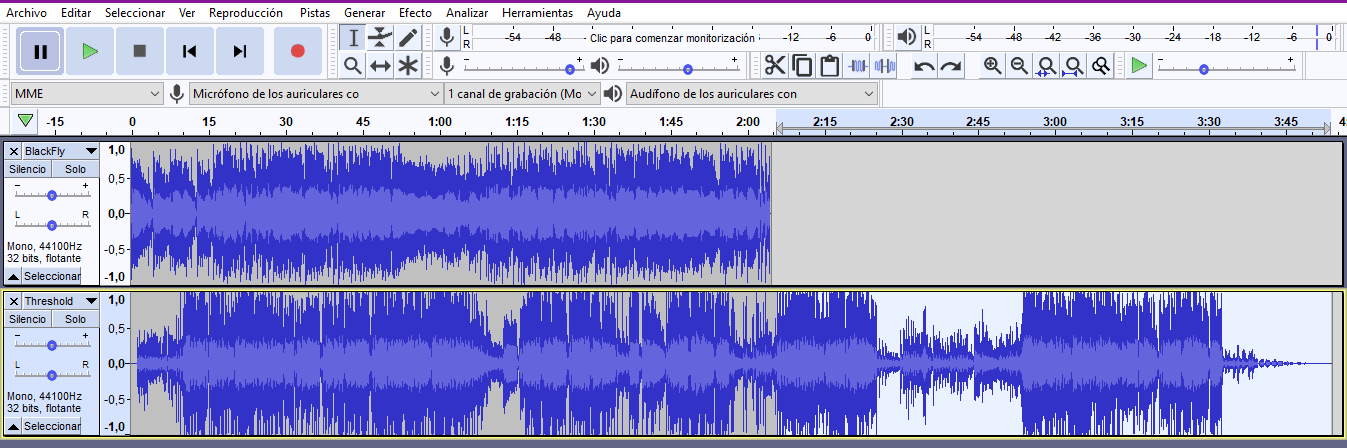 Archivo Editar Seleccionar Ver Reproducción Pistas Generar Efecto Analizar Herramientas Ayuda
L
R
-54 -48 - Clic para comenzar monitorización -12 -6 0
L
R
-54 -48 -42 -36 -30 -24 -18 -12 -6 0
- +
- +
- +
MME
Micrófono de los auriculares co
1 canal de grabación (Mo
Audífono de los auriculares con
-15 0 15 30 45 1:00 1:15 1:30 1:45 2:00 2:15 2:30 2:45 3:00 3:15 3:30 3:45
BlackFly
Silencio Solo
- +
L R
Mono, 44100Hz
32 bits, flotante
Seleccionar
1,0
0,5-
0,0-
-0,5-
-1,0
Threshold
Silencio Solo
- +
L R
Mono, 44100Hz
32 bits, flotante
Seleccionar
1,0
0,5-
0,0-
-0,5-
-1,0